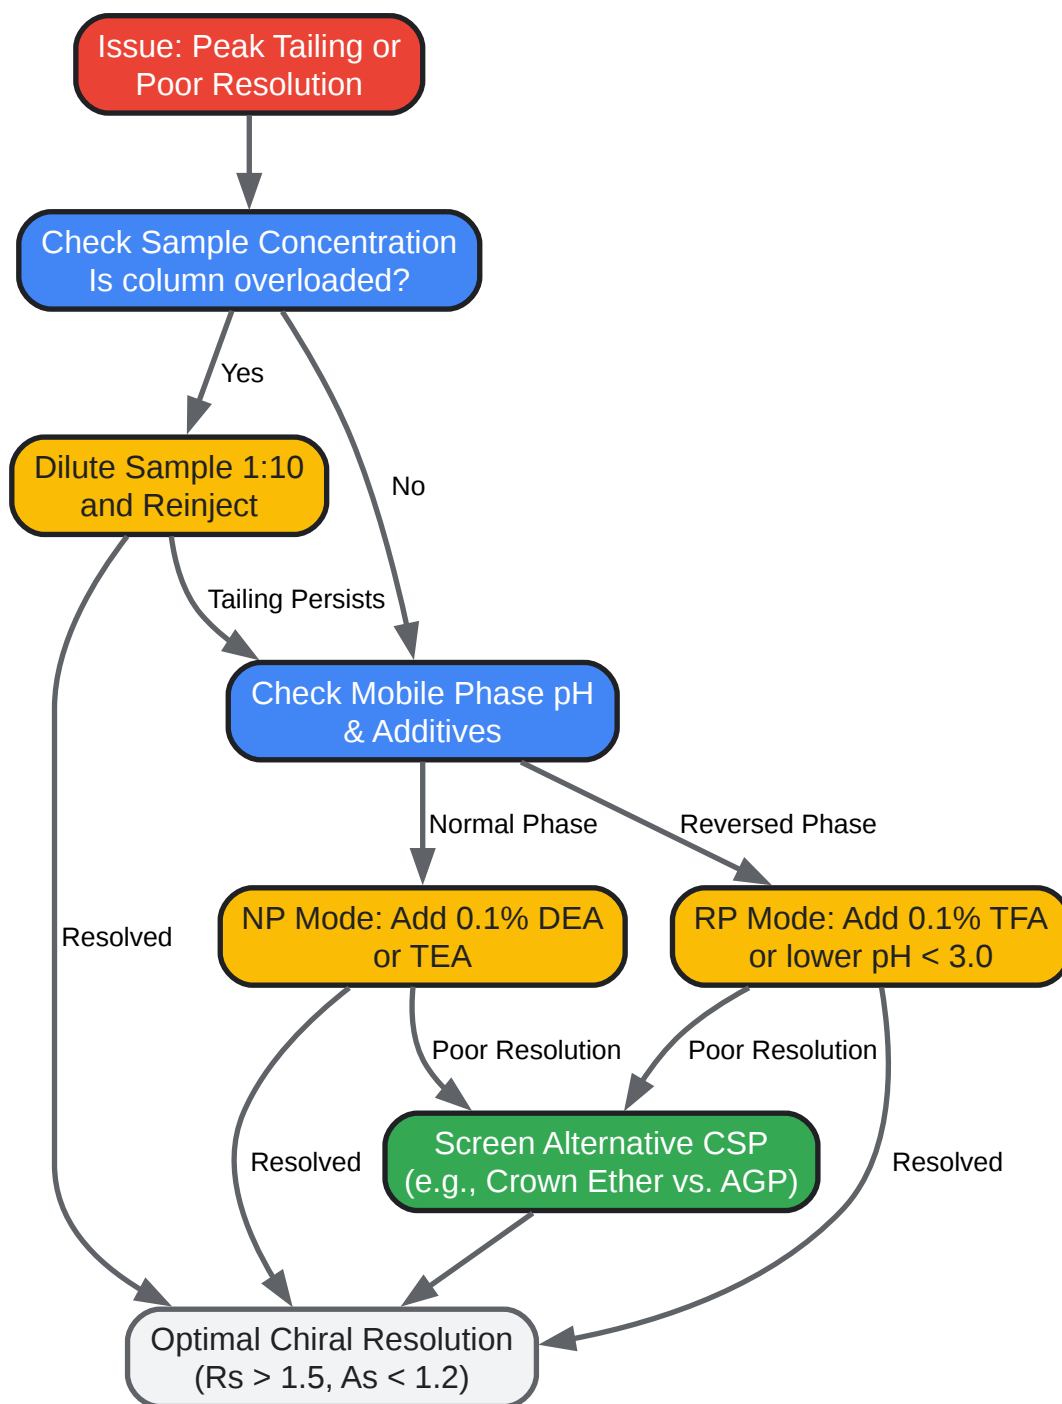 Issue: Peak Tailing or
Poor Resolution
Check Sample Concentration
Is column overloaded?
Yes
Dilute Sample 1:10
and Reinject
No
Tailing Persists
Check Mobile Phase pH
& Additives
Normal Phase
Reversed Phase
NP Mode: Add 0.1% DEA
or TEA
RP Mode: Add 0.1% TFA
or lower pH < 3.0
Resolved
Poor Resolution
Poor Resolution
Screen Alternative CSP
(e.g., Crown Ether vs. AGP)
Resolved
Resolved
Optimal Chiral Resolution
(Rs > 1.5, As < 1.2)